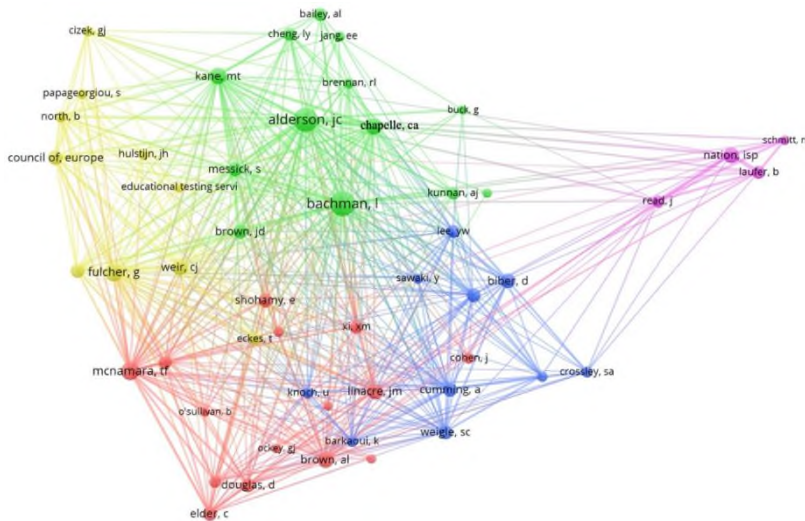 bailey, al
cizek, gj
cheng, ly
jang, ee
kane, mt
brennan, rl
papageorgiou, s
buck, g
north, b
alderson, jc
chapelle, ca
schmitt, n
council of, europe
hulstijn, jh
nation, isp
messick, s
laufer, b
educational testing servi
kunnan, aj
bachman, l
read, j
brown, jd
lee, yw
fulcher, g
weir, cj
sawaki, y
biber, d
shohamy, e
xi, xm
eckes, t
cohen, j
mcnamara, tf
crossley, sa
knoch, u
linacre, jm
cumming, a
o'sullivan, b
weigle, sc
barkaoui, k
ockey, gj
brown, al
douglas, d
elder, c